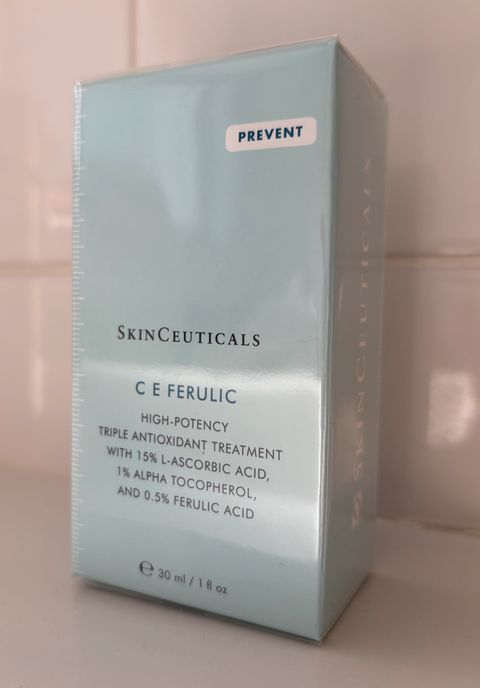 PREVENT
SKINCEUTICALS
C E FERULIC
HIGH-POTENCY
TRIPLE ANTIOXIDANT TREATMENT
WITH 15% L-ASCORBIC ACID,
1% ALPHA TOCOPHEROL,
AND 0.5% FERULIC ACID
℮ 30 ml / 1 fl oz
SKINCEUTICALS